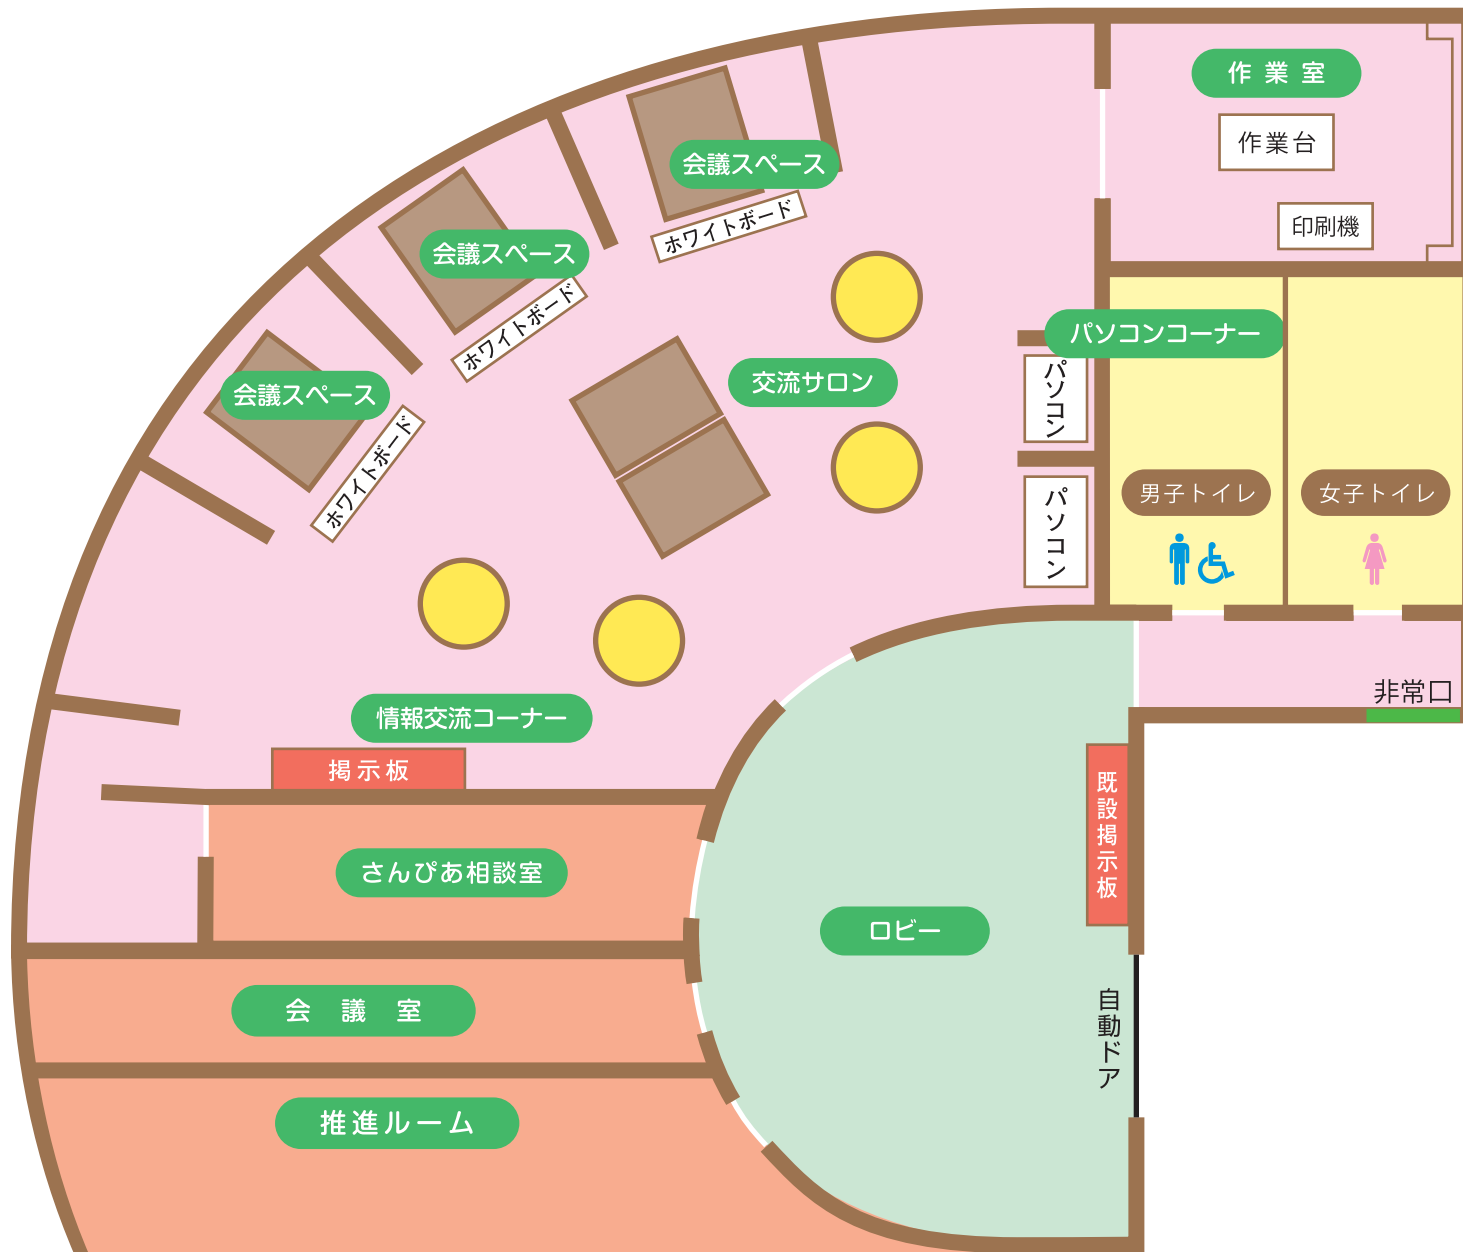 作業室
作業台
印刷機
会議スペース
ホワイトボード
会議スペース
ホワイトボード
会議スペース
ホワイトボード
交流サロン
パソコンコーナー
パソコン
パソコン
男子トイレ
女子トイレ
非常口
情報交流コーナー
掲示板
既設掲示板
さんぴあ相談室
ロビー
会議室
自動ドア
推進ルーム